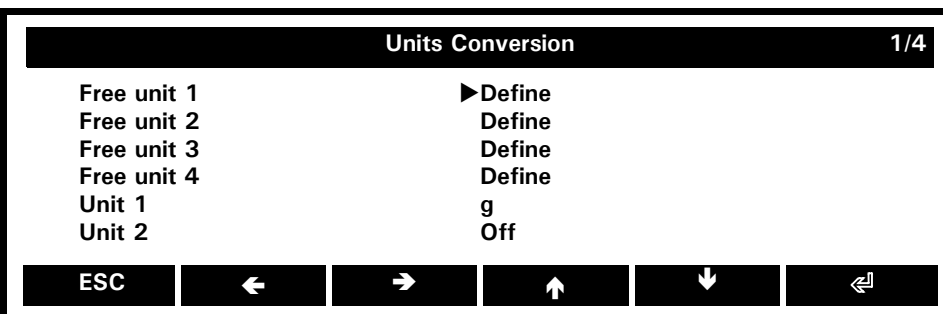 Units Conversion 1/4
Free unit 1 ▶Define
Free unit 2 Define
Free unit 3 Define
Free unit 4 Define
Unit 1 g
Unit 2 Off
ESC ← → ↑ ↓ ↵